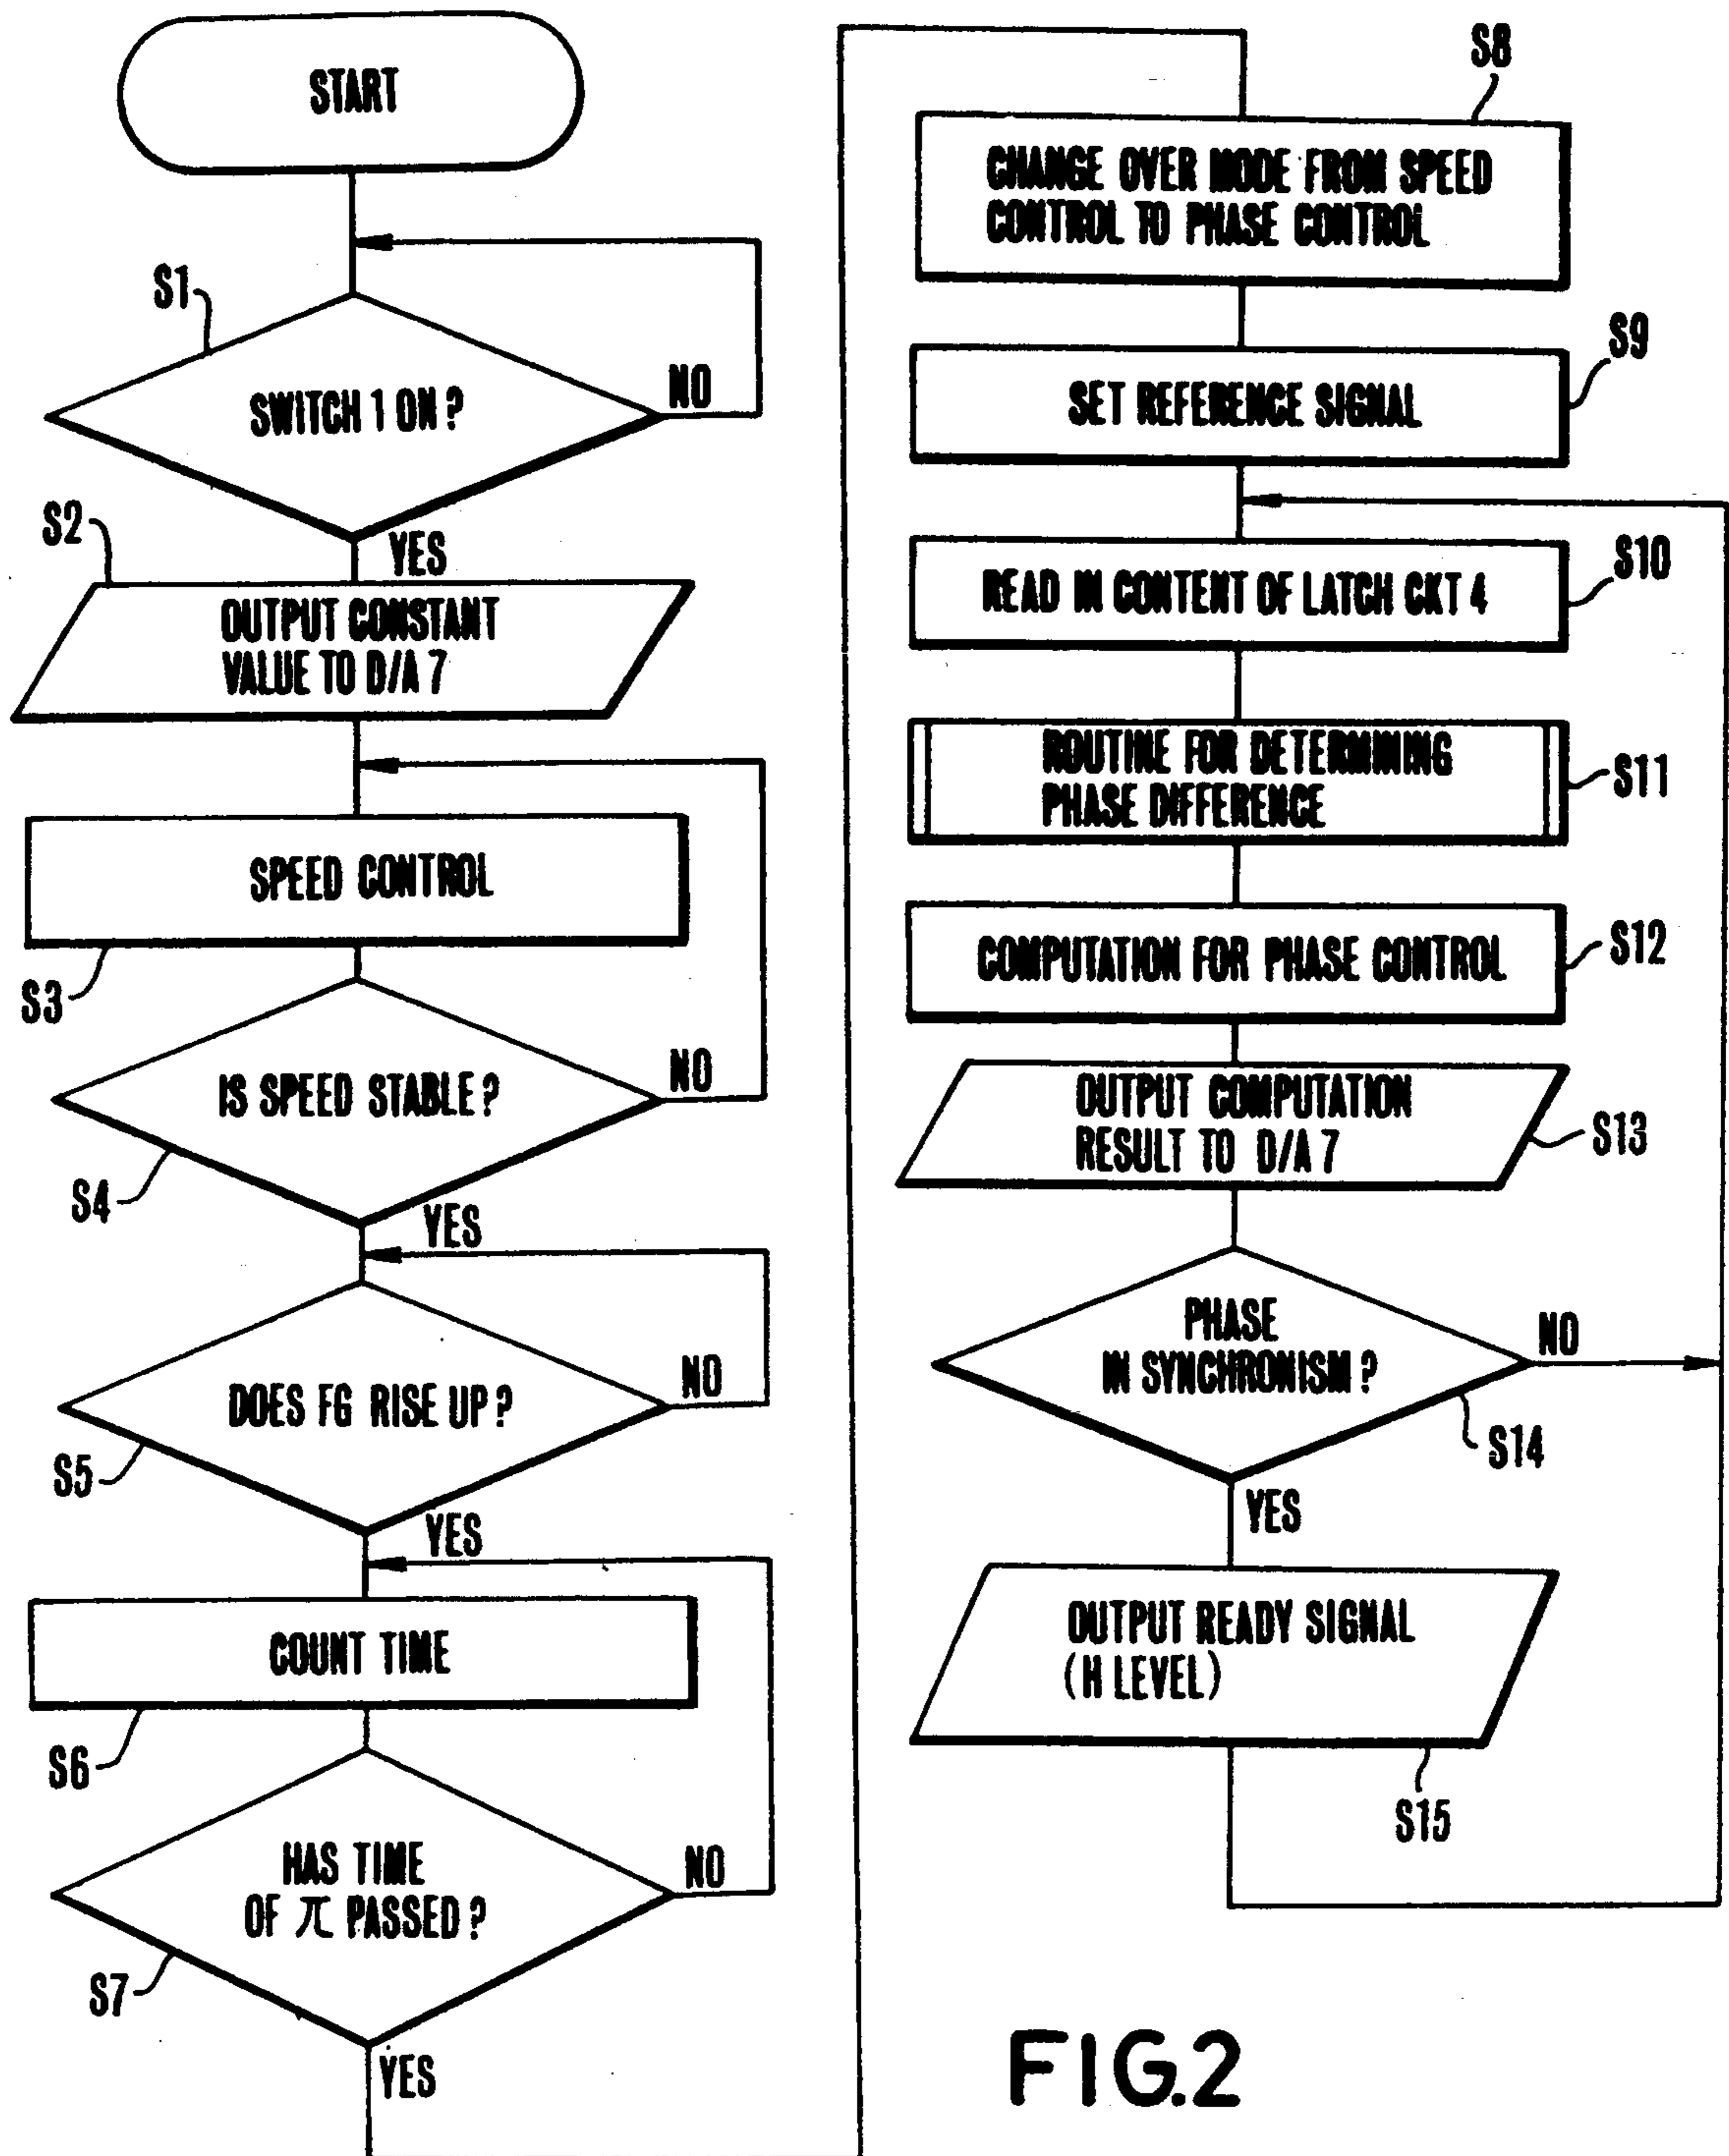 START
S1
SWITCH 1 ON?
NO
YES
S2
OUTPUT CONSTANT
VALUE TO D/A 7
SPEED CONTROL
S3
IS SPEED STABLE?
NO
S4
YES
DOES FG RISE UP?
NO
S5
YES
COUNT TIME
S6
HAS TIME
OF π PASSED?
NO
S7
YES
S8
CHANGE OVER MODE FROM SPEED
CONTROL TO PHASE CONTROL
S9
SET REFERENCE SIGNAL
S10
READ IN CONTENT OF LATCH CKT 4
ROUTINE FOR DETERMINING
PHASE DIFFERENCE
S11
COMPUTATION FOR PHASE CONTROL
S12
OUTPUT COMPUTATION
RESULT TO D/A 7
S13
PHASE
IN SYNCHRONISM?
NO
S14
YES
OUTPUT READY SIGNAL
(H LEVEL)
S15
FIG.2